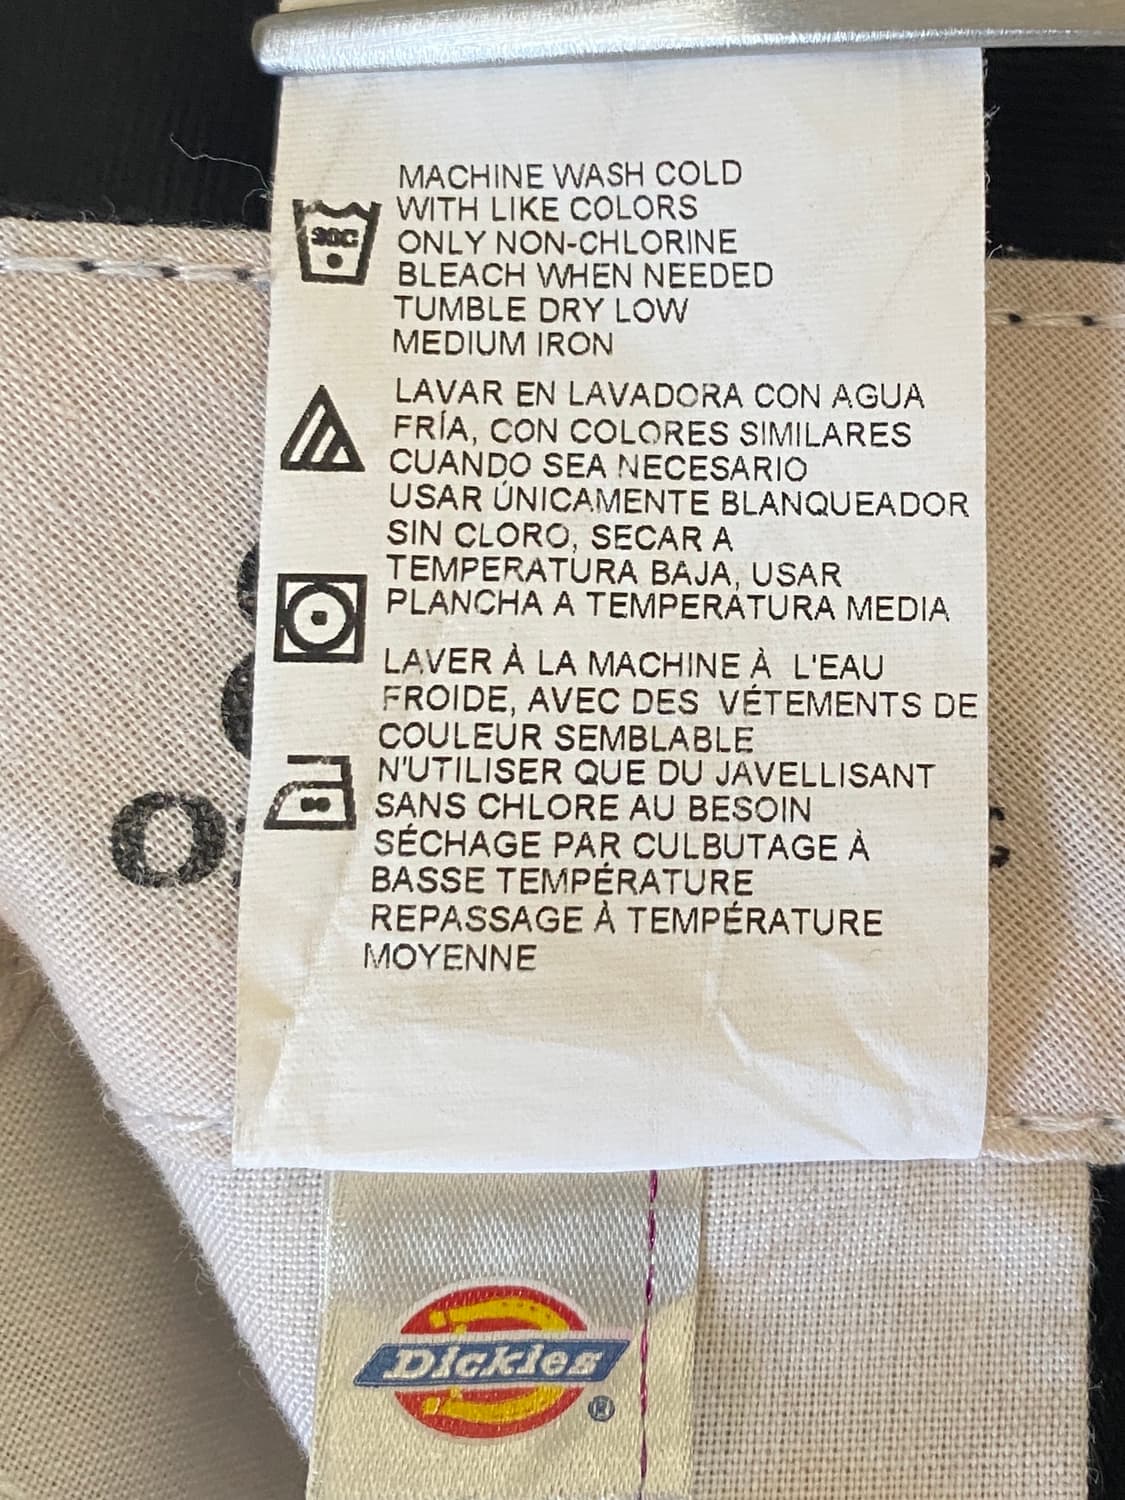 MACHINE WASH COLD
WITH LIKE COLORS
30C
ONLY NON-CHLORINE
BLEACH WHEN NEEDED
TUMBLE DRY LOW
MEDIUM IRON
LAVAR EN LAVADORA CON AGUA
FRÍA, CON COLORES SIMILARES
CUANDO SEA NECESARIO
USAR ÚNICAMENTE BLANQUEADOR
SIN CLORO, SECAR A
TEMPERATURA BAJA, USAR
PLANCHA A TEMPERATURA MEDIA
LAVER À LA MACHINE À L'EAU
FROIDE, AVEC DES VÉTEMENTS DE
COULEUR SEMBLABLE
N'UTILISER QUE DU JAVELLISANT
SANS CHLORE AU BESOIN
SÉCHAGE PAR CULBUTAGE À
BASSE TEMPÉRATURE
REPASSAGE À TEMPÉRATURE
MOYENNE
Dickies ®